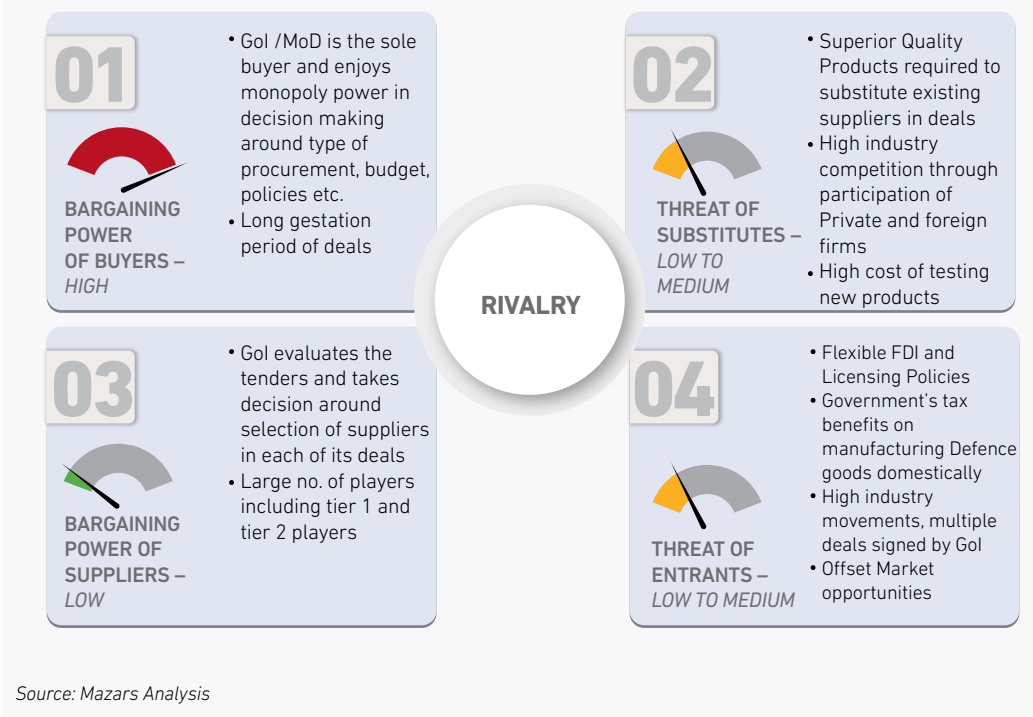 01
BARGAINING
POWER
OF BUYERS –
HIGH
• GoI /MoD is the sole
buyer and enjoys
monopoly power in
decision making
around type of
procurement, budget,
policies etc.
• Long gestation
period of deals
02
THREAT OF
SUBSTITUTES –
LOW TO
MEDIUM
• Superior Quality
Products required to
substitute existing
suppliers in deals
• High industry
competition through
participation of
Private and foreign
firms
• High cost of testing
new products
RIVALRY
03
BARGAINING
POWER OF
SUPPLIERS –
LOW
• GoI evaluates the
tenders and takes
decision around
selection of suppliers
in each of its deals
• Large no. of players
including tier 1 and
tier 2 players
04
THREAT OF
ENTRANTS –
LOW TO MEDIUM
• Flexible FDI and
Licensing Policies
• Government's tax
benefits on
manufacturing Defence
goods domestically
• High industry
movements, multiple
deals signed by GoI
• Offset Market
opportunities
Source: Mazars Analysis